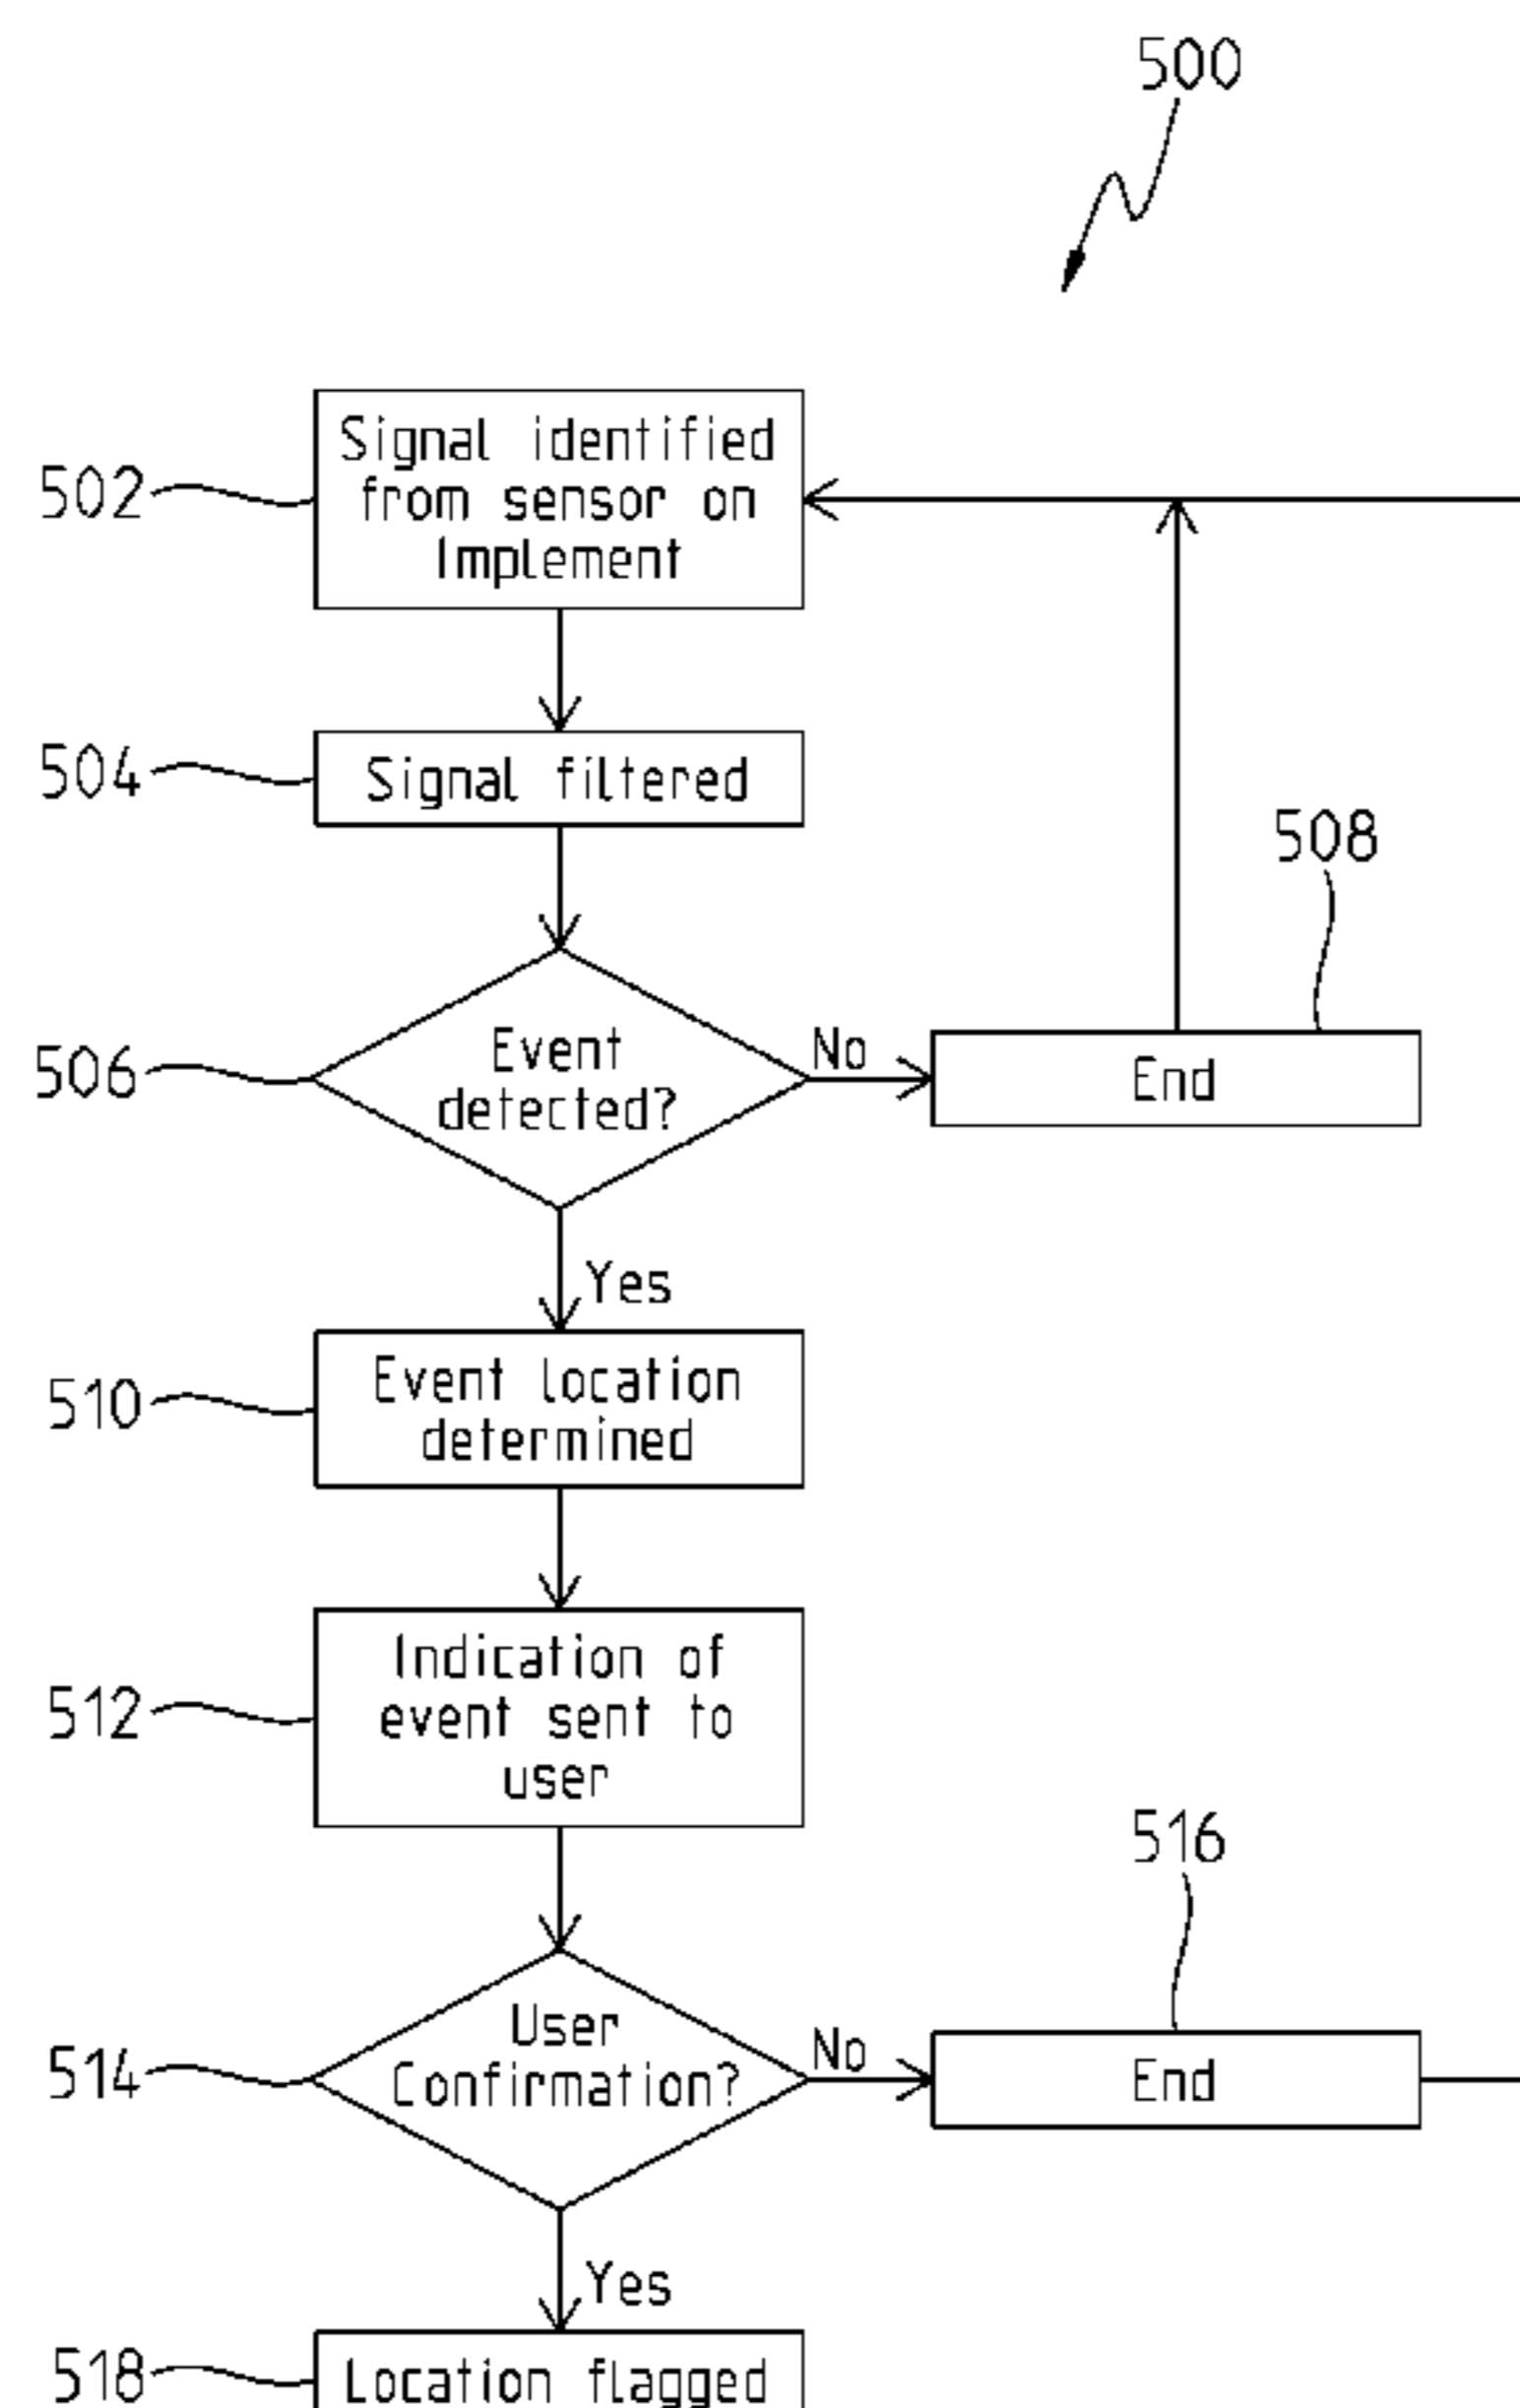 500
502
Signal identified
from sensor on
Implement
504
Signal filtered
508
506
Event
detected?
No
End
Yes
510
Event location
determined
512
Indication of
event sent to
user
516
514
User
Confirmation?
No
End
Yes
518
Location flagged